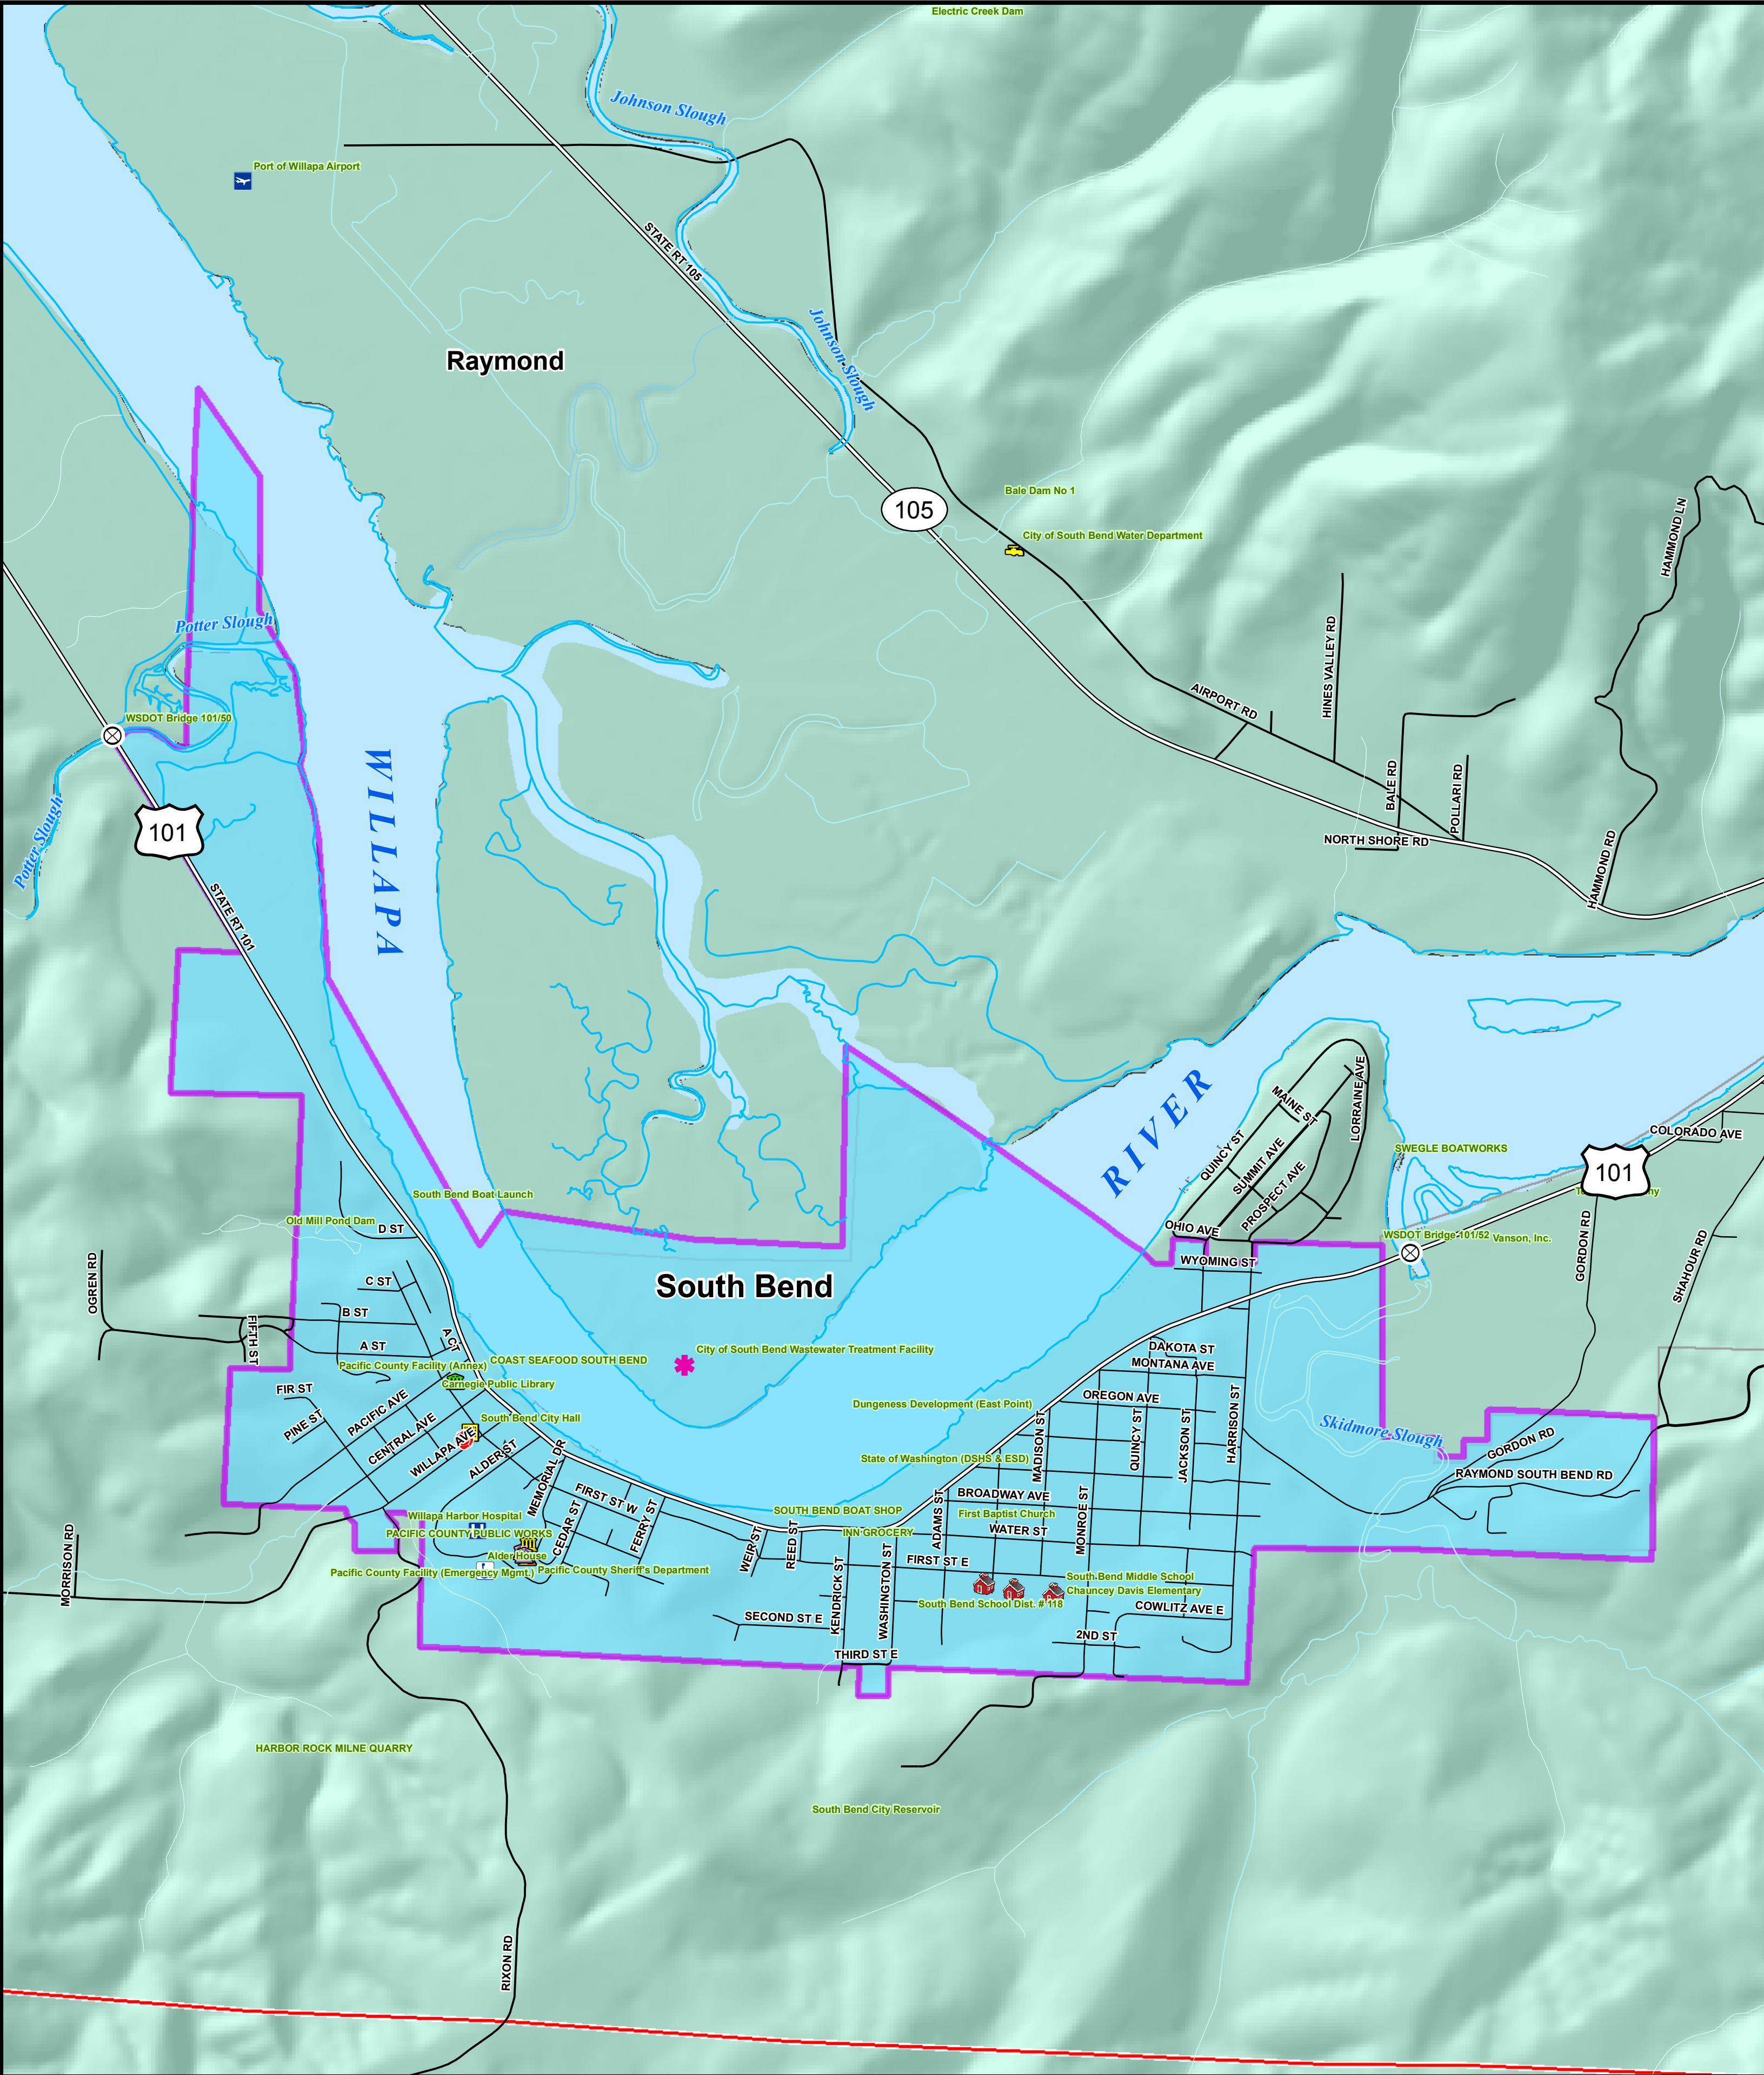 Electric Creek Dam
Johnson Slough
Port of Willapa Airport
STATE RT 105
Johnson Slough
Raymond
105
Bale Dam No 1
City of South Bend Water Department
HAMMOND LN
Potter Slough
HINES VALLEY RD
AIRPORT RD
WSDOT Bridge 101/50
WILLAPA
BALE RD
POLLARI RD
101
Potter Slough
NORTH SHORE RD
HAMMOND RD
STATE RT 101
RIVER
MAINE ST
LORRAINE AVE
QUINCY ST
SUMMIT AVE
PROSPECT AVE
COLORADO AVE
SWEGLE BOATWORKS
101
South Bend Boat Launch
Old Mill Pond Dam
D ST
OHIO AVE
WSDOT Bridge 101/52
Vanson, Inc.
GORDON RD
SHAHOUR RD
OGREN RD
C ST
South Bend
WYOMING ST
B ST
FIFTH ST
A ST
A CT
COAST SEAFOOD SOUTH BEND
City of South Bend Wastewater Treatment Facility
DAKOTA ST
MONTANA AVE
Pacific County Facility (Annex)
Carnegie Public Library
FIR ST
PINE ST
PACIFIC AVE
CENTRAL AVE
WILLAPA AVE
ALDER ST
South Bend City Hall
OREGON AVE
Dungeness Development (East Point)
MADISON ST
QUINCY ST
JACKSON ST
HARRISON ST
Skidmore Slough
GORDON RD
RAYMOND SOUTH BEND RD
State of Washington (DSHS & ESD)
MEMORIAL DR
FIRST ST W
CEDAR ST
FERRY ST
BROADWAY AVE
SOUTH BEND BOAT SHOP
First Baptist Church
Willapa Harbor Hospital
PACIFIC COUNTY PUBLIC WORKS
INN GROCERY
ADAMS ST
WATER ST
MONROE ST
WEIR ST
REED ST
Alder House
FIRST ST E
Pacific County Facility (Emergency Mgmt.)
Pacific County Sheriff's Department
MORRISON RD
KENDRICK ST
WASHINGTON ST
South Bend Middle School
Chauncey Davis Elementary
South Bend School Dist. # 118
COWLITZ AVE E
SECOND ST E
2ND ST
THIRD ST E
HARBOR ROCK MILNE QUARRY
South Bend City Reservoir
RIXON RD